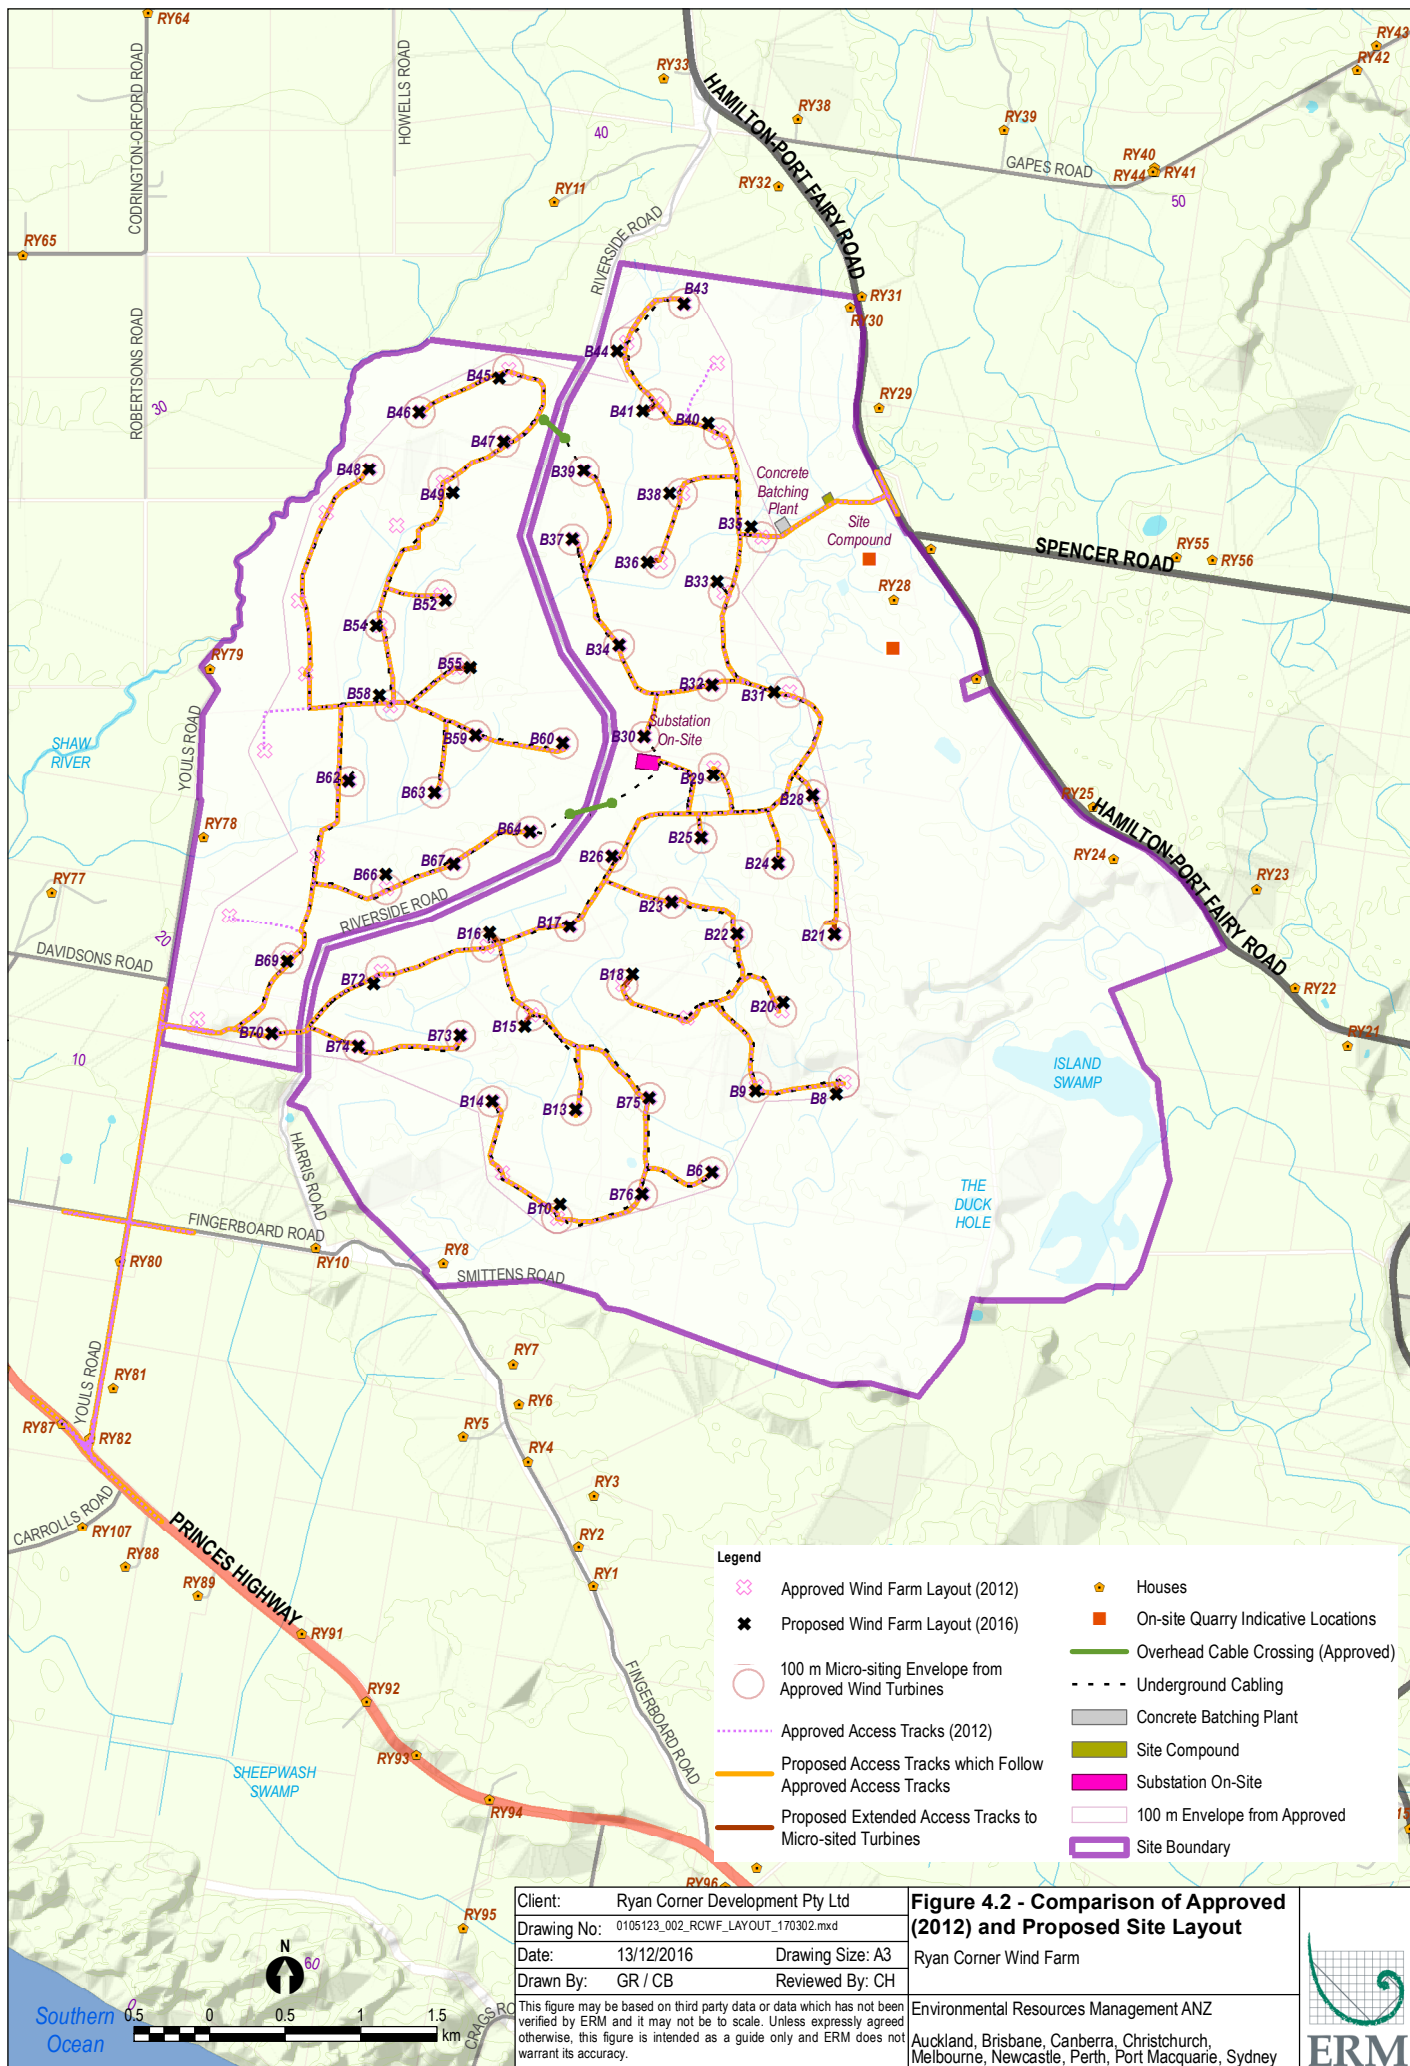 RY64
RY43
RY42
RY33
HAMILTON-PORT FAIRY ROAD
CODRINGTON-ORFORD ROAD
HOWELLS ROAD
RY38
RY39
40
GAPES ROAD
RY40
RY44
RY41
RY32
RY11
50
RIVERSIDE ROAD
RY65
B43
RY31
RY30
ROBERTSONS ROAD
B44
B45
30
B46
B41
B40
RY29
B47
B48
B39
B49
B38
Concrete
Batching
Plant
B35
Site
Compound
B37
B36
SPENCER ROAD
RY55
RY56
B33
RY28
B52
B54
B34
B55
RY79
B58
B32
B31
YOULS ROAD
B59
B60
B30
Substation
On-Site
SHAW
RIVER
B62
B63
B29
B28
RY25
HAMILTON-PORT FAIRY ROAD
RY78
B64
B25
B26
B24
RY24
B67
B66
RY77
RY23
RIVERSIDE ROAD
B23
B17
B16
B22
B21
20
DAVIDSONS ROAD
B69
B72
B18
RY22
B20
B70
B15
B73
B74
RY21
10
ISLAND
SWAMP
B14
B13
B75
B9
B8
HARRIS ROAD
B6
B76
B10
THE
DUCK
HOLE
FINGERBOARD ROAD
RY80
RY10
RY8
SMITTENS ROAD
RY7
YOULS ROAD
RY81
RY6
RY87
RY82
RY5
RY4
RY3
CARROLLS ROAD
PRINCES HIGHWAY
RY107
RY2
RY88
RY1
RY89
RY91
FINGERBOARD ROAD
RY92
RY93
SHEEPWASH
SWAMP
RY94
RY96
RY95
Legend
Approved Wind Farm Layout (2012)
Proposed Wind Farm Layout (2016)
100 m Micro-siting Envelope from
Approved Wind Turbines
Approved Access Tracks (2012)
Proposed Access Tracks which Follow
Approved Access Tracks
Proposed Extended Access Tracks to
Micro-sited Turbines
Houses
On-site Quarry Indicative Locations
Overhead Cable Crossing (Approved)
Underground Cabling
Concrete Batching Plant
Site Compound
Substation On-Site
100 m Envelope from Approved
Site Boundary
15
N
60
0
Southern
Ocean
0.5 0 0.5 1 1.5
km
CRAGS RO
Client: Ryan Corner Development Pty Ltd
Drawing No: 0105123_002_RCWF_LAYOUT_170302.mxd
Date: 13/12/2016 Drawing Size: A3
Drawn By: GR / CB Reviewed By: CH
This figure may be based on third party data or data which has not been
verified by ERM and it may not be to scale. Unless expressly agreed
otherwise, this figure is intended as a guide only and ERM does not
warrant its accuracy.
Figure 4.2 - Comparison of Approved
(2012) and Proposed Site Layout
Ryan Corner Wind Farm
Environmental Resources Management ANZ
Auckland, Brisbane, Canberra, Christchurch,
Melbourne, Newcastle, Perth, Port Macquarie, Sydney
ERM